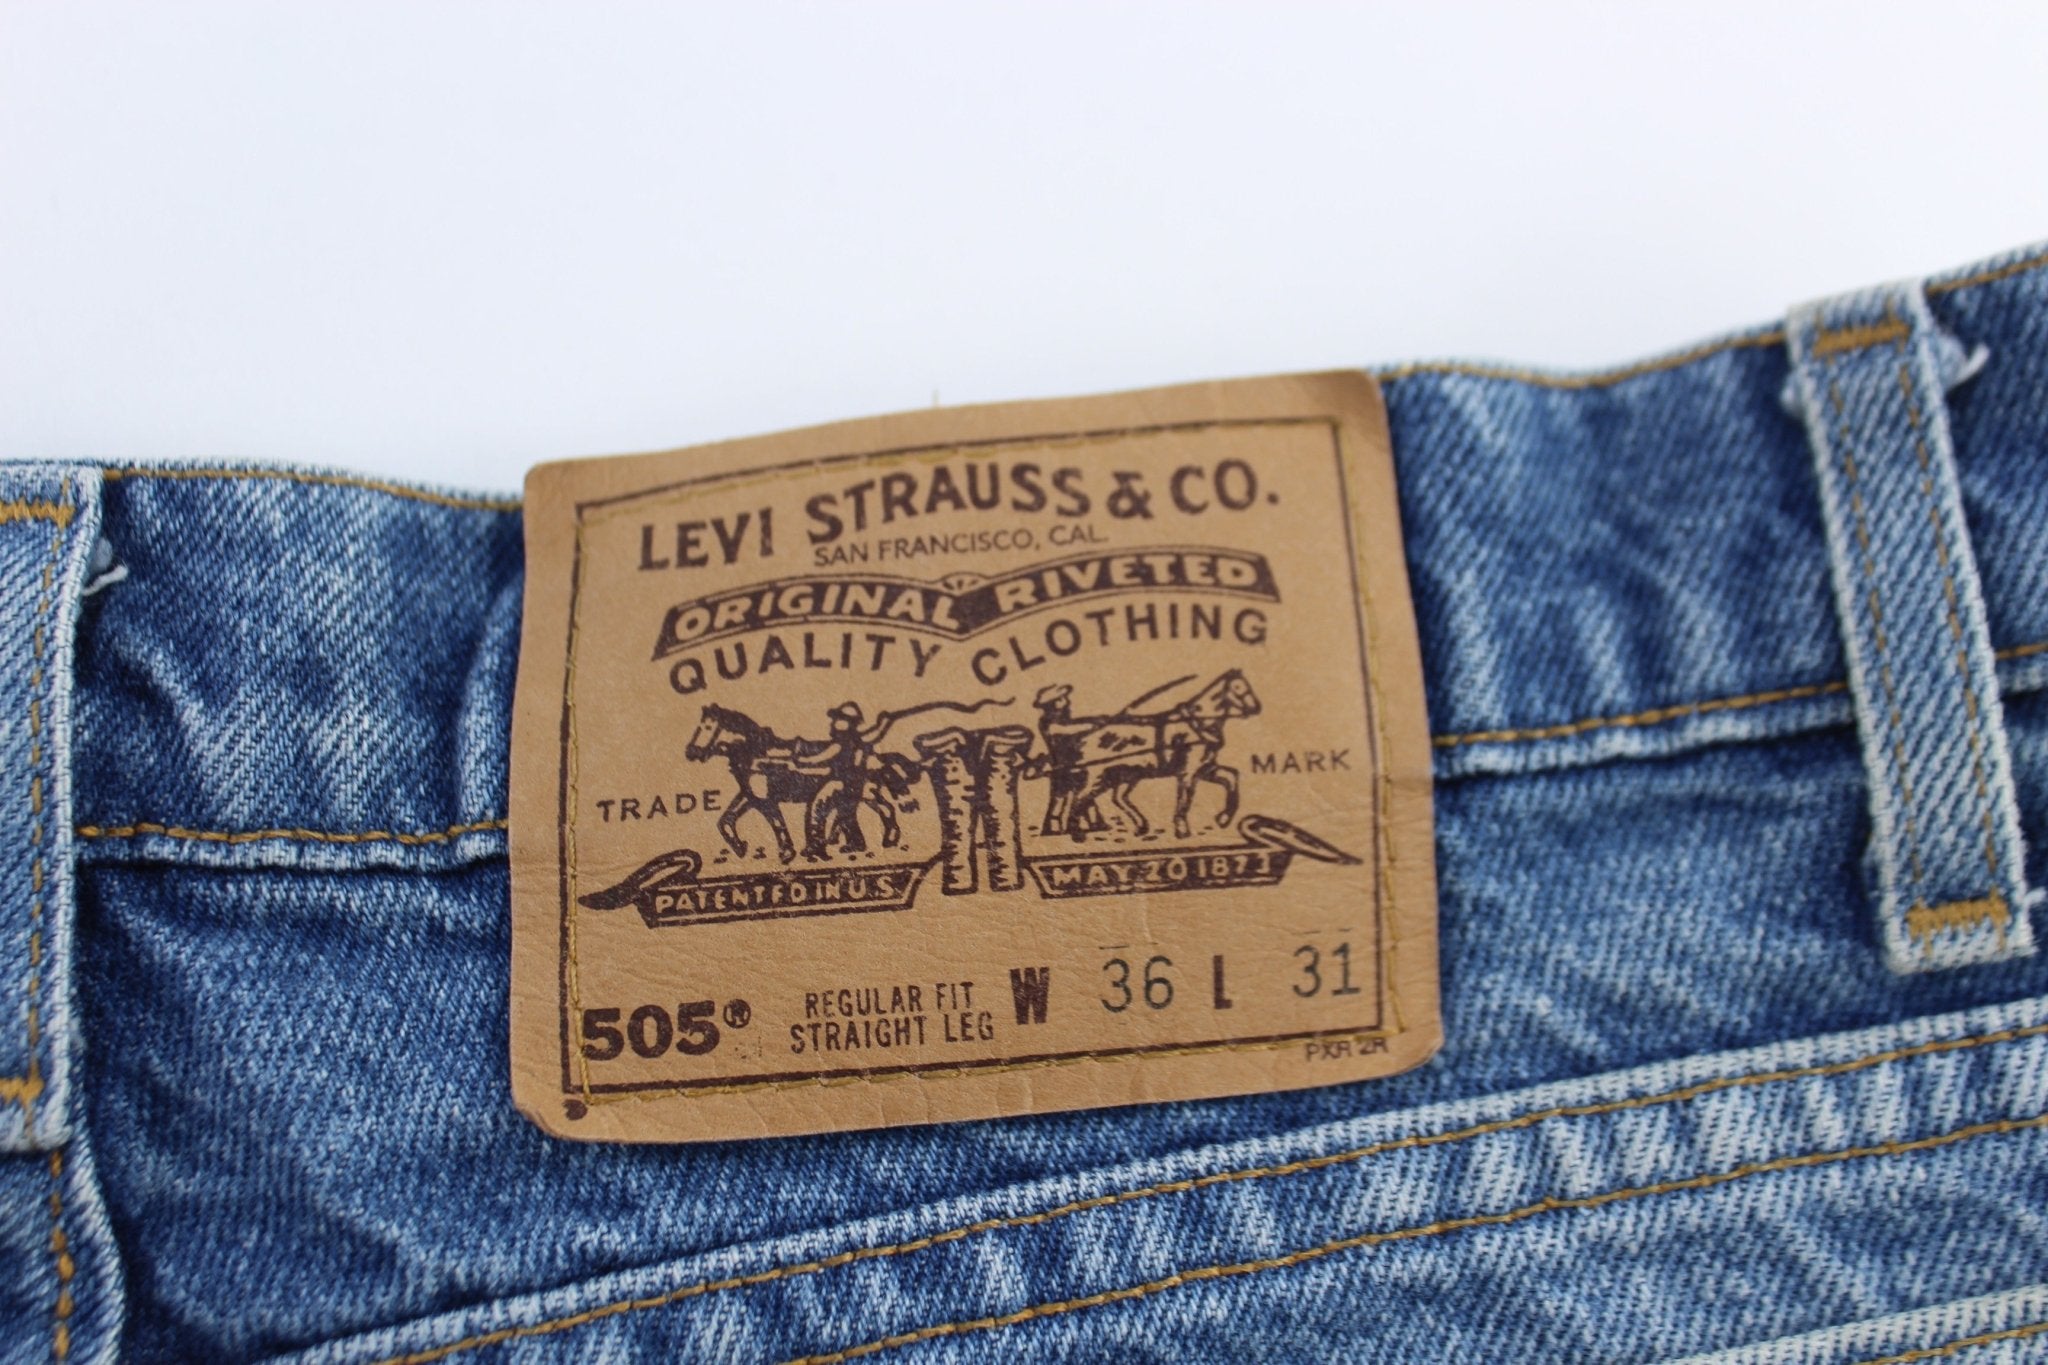 LEVI STRAUSS & CO.
SAN FRANCISCO, CAL.
ORIGINAL RIVETED
QUALITY CLOTHING
TRADE MARK
PATENTED IN U.S. MAY 20 1873
505® REGULAR FIT STRAIGHT LEG W 36 L 31
PXR 2R